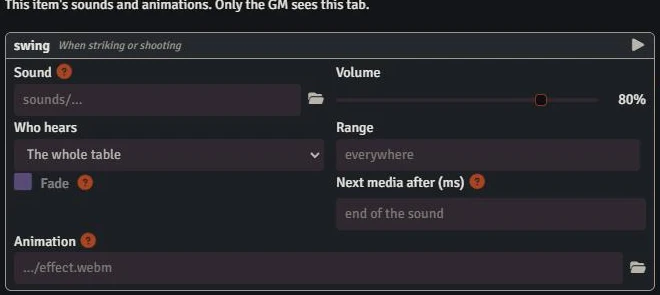 This item's sounds and animations. Only the GM sees this tab.
swing When striking or shooting
Sound ? Volume
sounds/... 80%
Who hears Range
The whole table everywhere
Fade ? Next media after (ms) ?
end of the sound
Animation ?
.../effect.webm